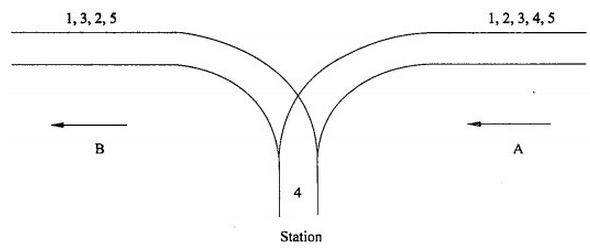 1, 3, 2, 5
1, 2, 3, 4, 5
B
A
4
Station